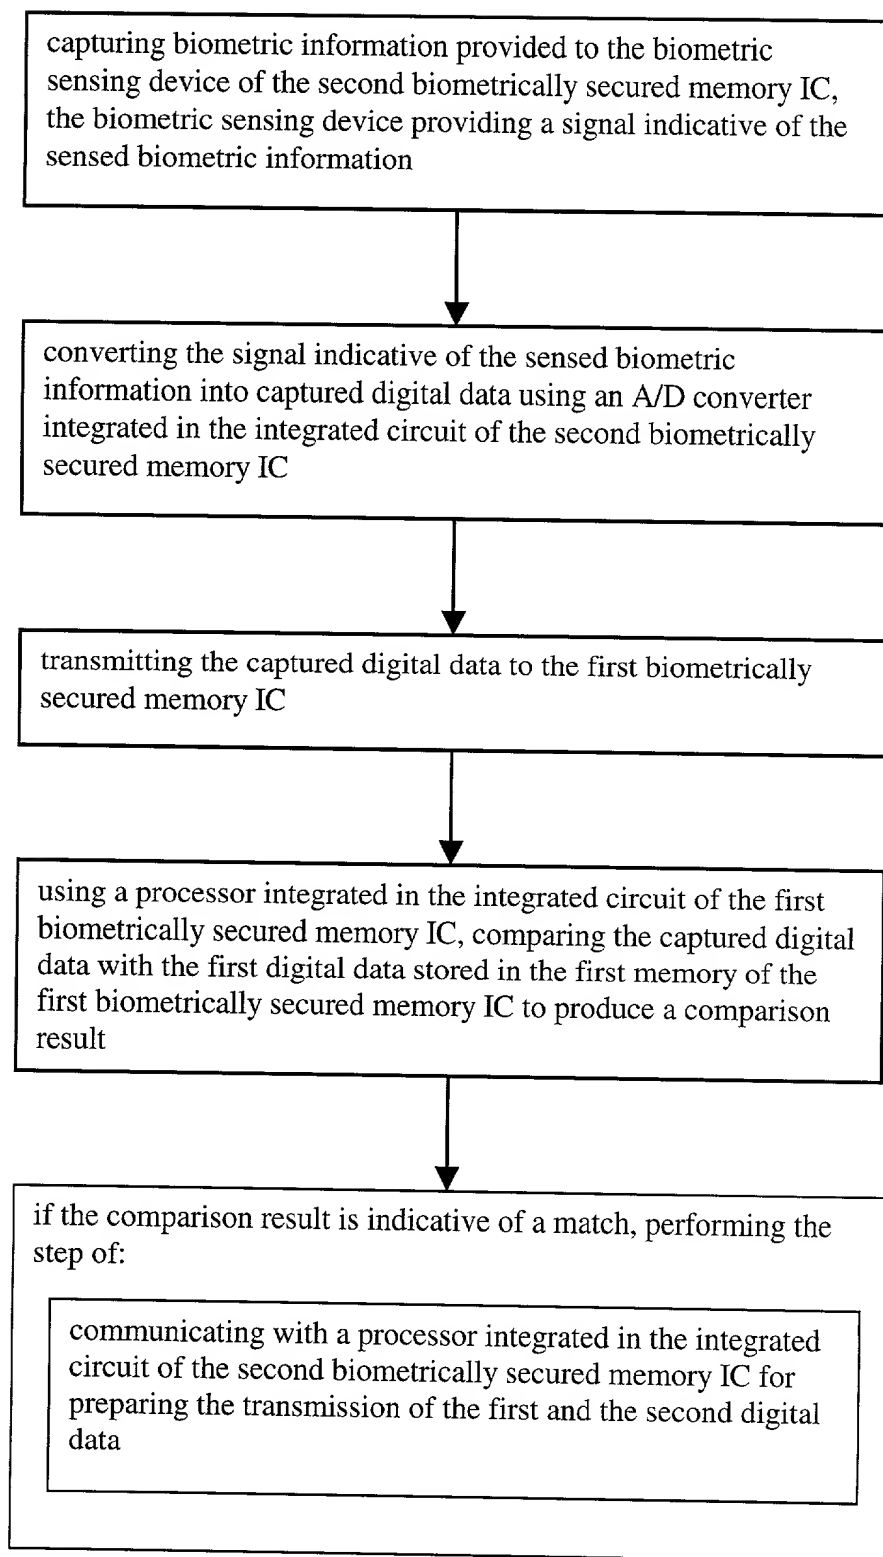 capturing biometric information provided to the biometric
sensing device of the second biometrically secured memory IC,
the biometric sensing device providing a signal indicative of the
sensed biometric information
converting the signal indicative of the sensed biometric
information into captured digital data using an A/D converter
integrated in the integrated circuit of the second biometrically
secured memory IC
transmitting the captured digital data to the first biometrically
secured memory IC
using a processor integrated in the integrated circuit of the first
biometrically secured memory IC, comparing the captured digital
data with the first digital data stored in the first memory of the
first biometrically secured memory IC to produce a comparison
result
if the comparison result is indicative of a match, performing the
step of:
communicating with a processor integrated in the integrated
circuit of the second biometrically secured memory IC for
preparing the transmission of the first and the second digital
data